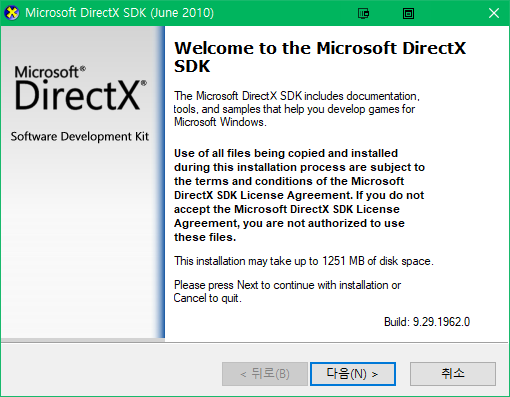 Microsoft DirectX SDK (June 2010)
Welcome to the Microsoft DirectX
SDK
Microsoft®
DirectX®
Software Development Kit
The Microsoft DirectX SDK includes documentation,
tools, and samples that help you develop games for
Microsoft Windows.
Use of all files being copied and installed
during this installation process are subject to
the terms and conditions of the Microsoft
DirectX SDK License Agreement. If you do not
accept the Microsoft DirectX SDK License
Agreement, you are not authorized to use
these files.
This installation may take up to 1251 MB of disk space.
Please press Next to continue with installation or
Cancel to quit.
Build: 9.29.1962.0
< 뒤로(B)
다음(N) >
취소